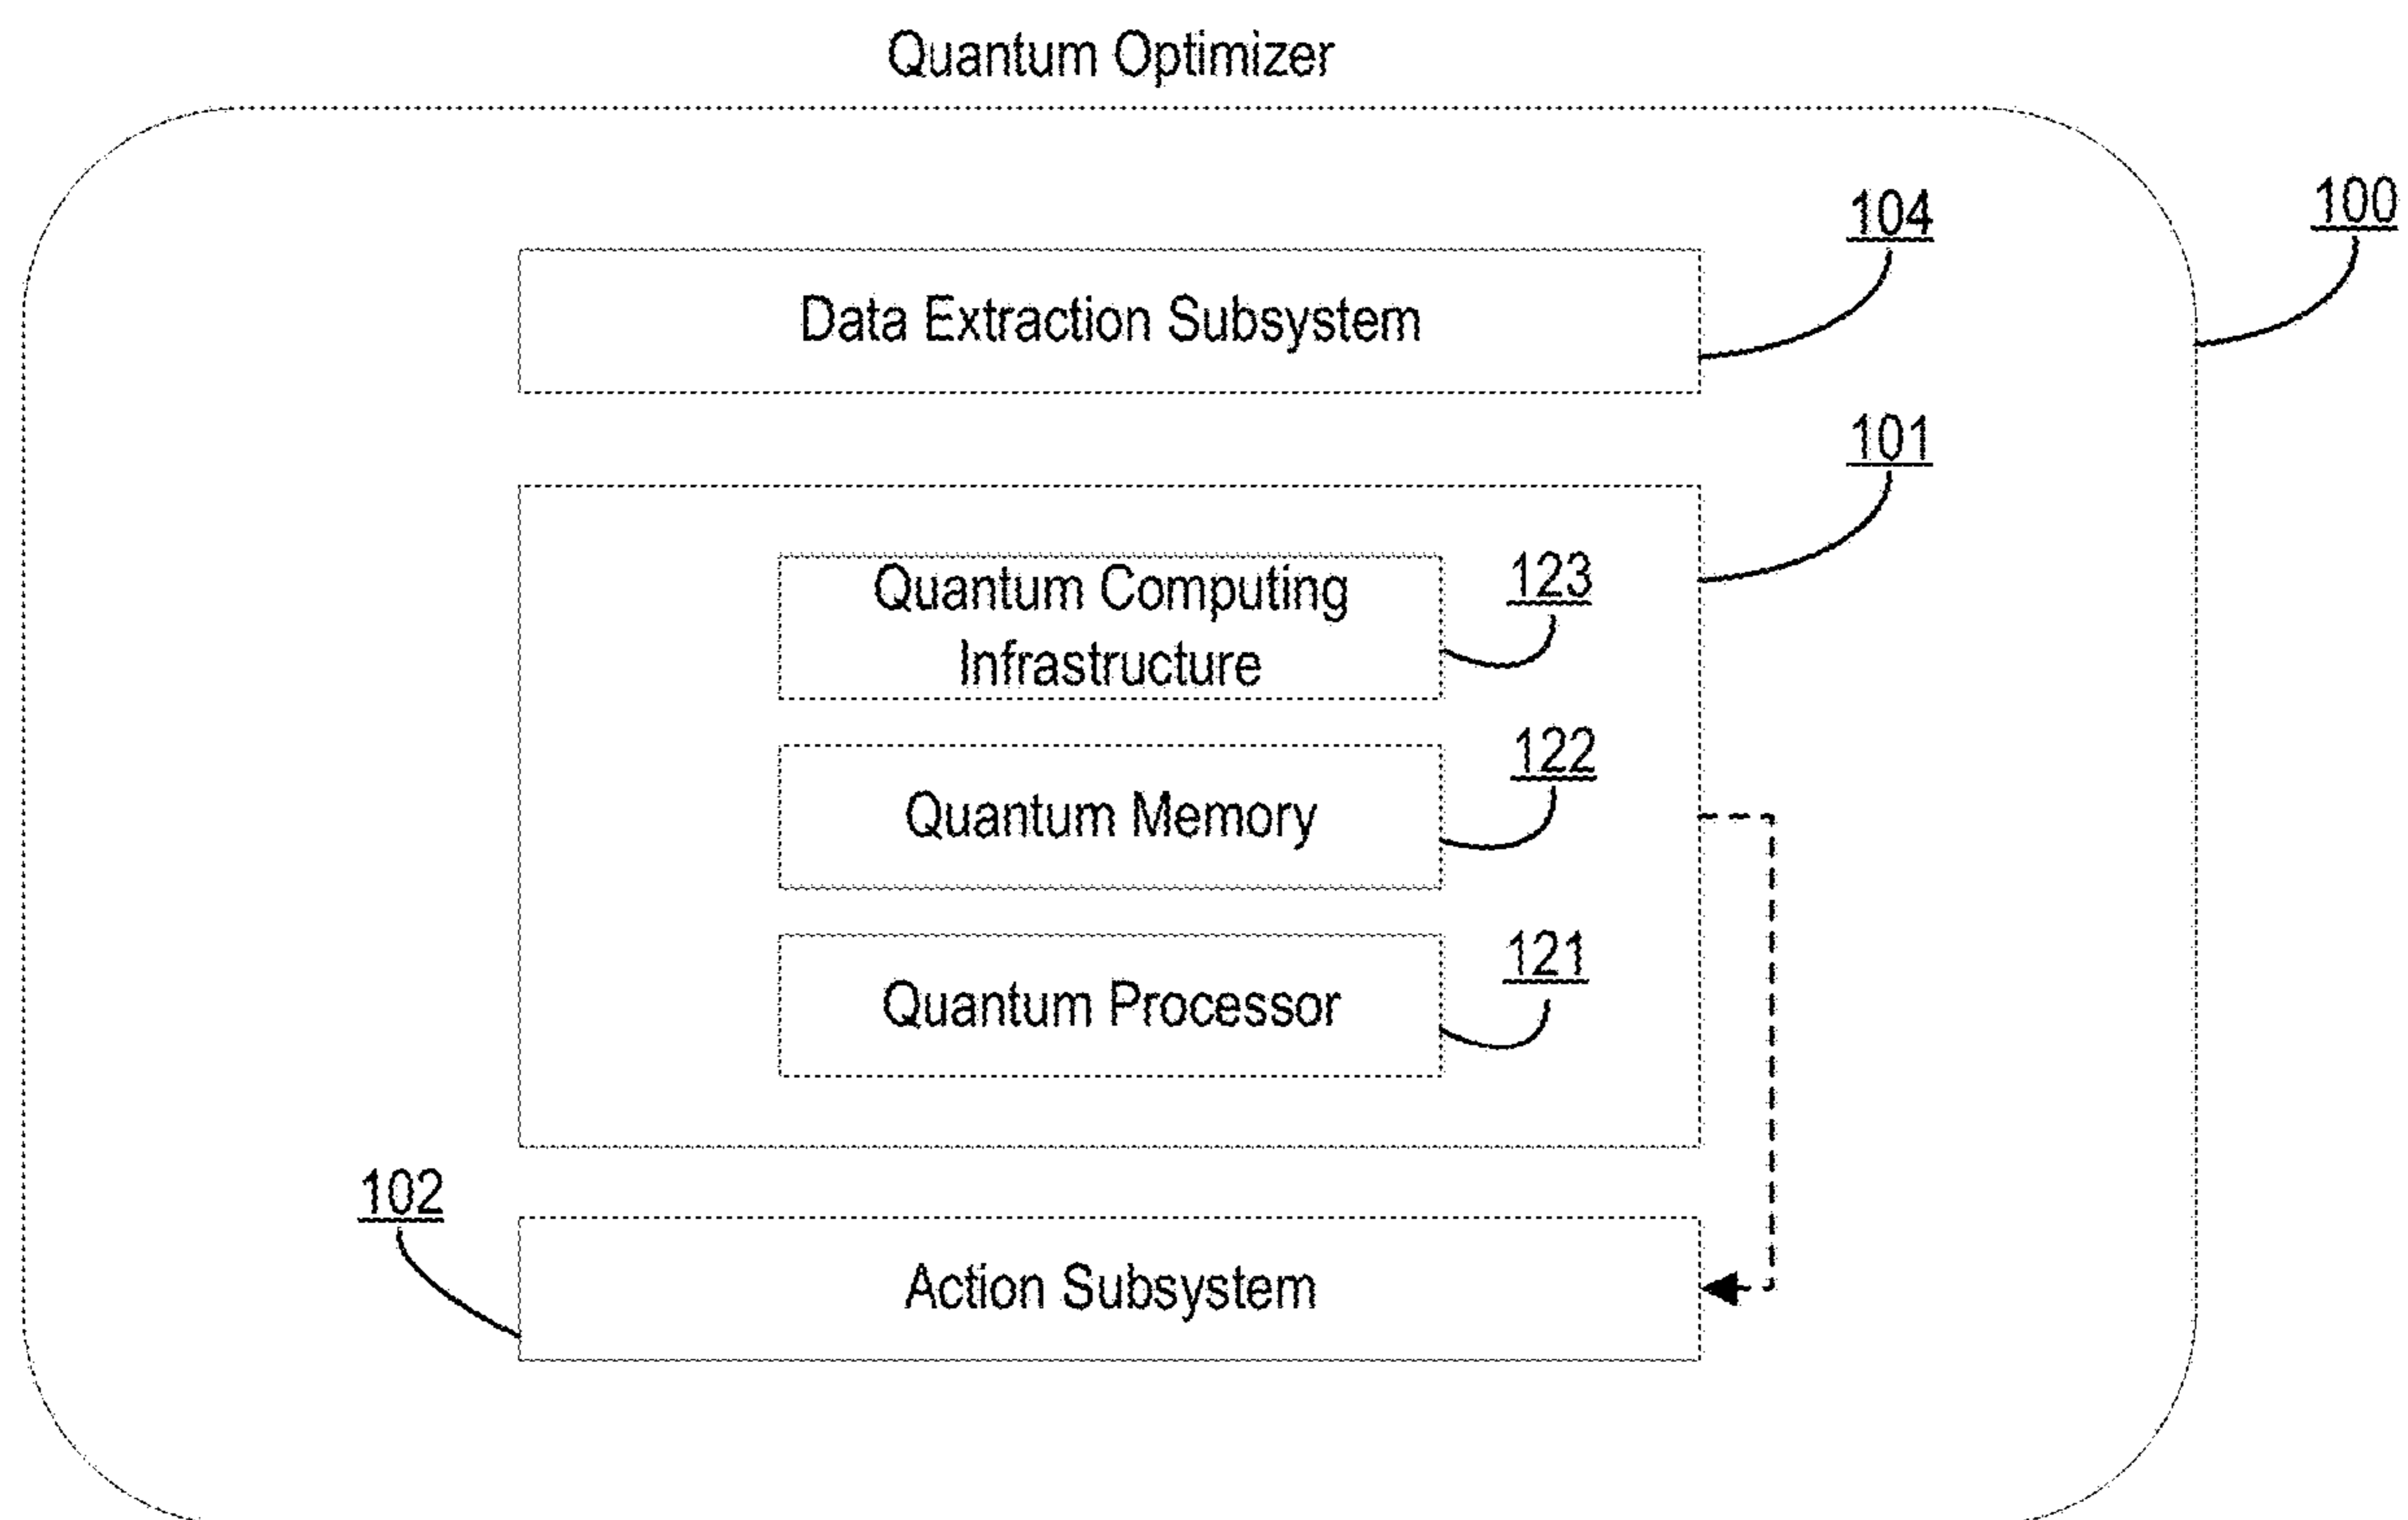 Quantum Optimizer
100
104
Data Extraction Subsystem
101
Quantum Computing
Infrastructure
123
122
Quantum Memory
121
Quantum Processor
102
Action Subsystem